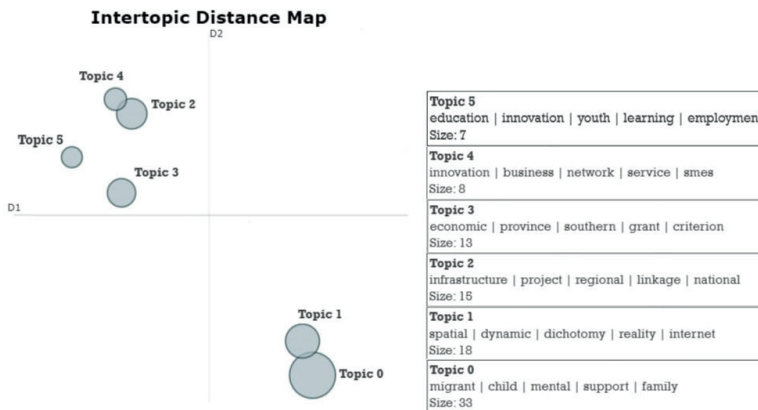 Intertopic Distance Map
D2
Topic 4
Topic 2
Topic 5
Topic 3
D1
Topic 1
Topic 0
Topic 5
education | innovation | youth | learning | employmen
Size: 7
Topic 4
innovation | business | network | service | smes
Size: 8
Topic 3
economic | province | southern | grant | criterion
Size: 13
Topic 2
infrastructure | project | regional | linkage | national
Size: 15
Topic 1
spatial | dynamic | dichotomy | reality | internet
Size: 18
Topic 0
migrant | child | mental | support | family
Size: 33